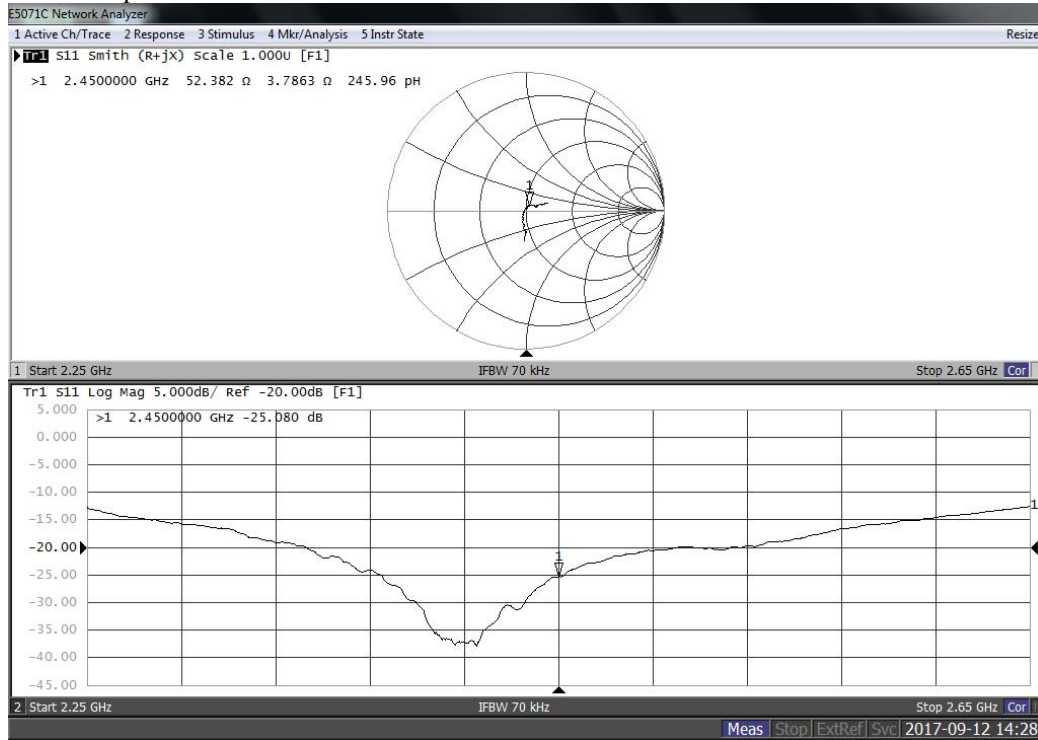 E5071C Network Analyzer
1 Active Ch/Trace 2 Response 3 Stimulus 4 Mkr/Analysis 5 Instr State Resize
Tr1 S11 Smith (R+jX) Scale 1.000U [F1]
>1 2.4500000 GHz 52.382 Ω 3.7863 Ω 245.96 pH
1
1 Start 2.25 GHz IFBW 70 kHz Stop 2.65 GHz Cor
Tr1 S11 Log Mag 5.000dB/ Ref -20.00dB [F1]
5.000
>1 2.4500000 GHz -25.080 dB
0.000
-5.000
-10.00
1
-15.00
-20.00
1
-25.00
-30.00
-35.00
-40.00
-45.00
2 Start 2.25 GHz IFBW 70 kHz Stop 2.65 GHz Cor
Meas Stop ExtRef Svc 2017-09-12 14:28